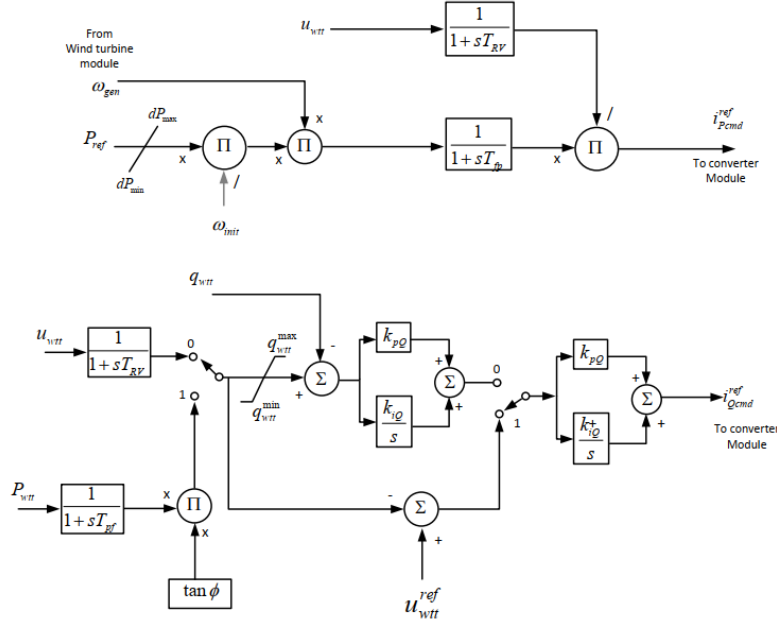 u_wtt
1
1+sT_RV
From
Wind turbine
module
ω_gen
x
/
dP_max
P_ref
x
Π
x
Π
1
1+sT_fp
x
Π
i_Pcmd^ref
To converter
Module
dP_min
/
ω_init
q_wtt
u_wtt
1
1+sT_RV
0
q_wtt^max
-
k_pQ
+
0
k_pQ
+
+
Σ
Σ
Σ
i_Qcmd^ref
q_wtt^min
1
k_iQ
s
+
1
k_iQ^+
s
+
To converter
Module
P_wtt
1
1+sT_pf
x
Π
x
-
Σ
+
tan ϕ
u_wtt^ref